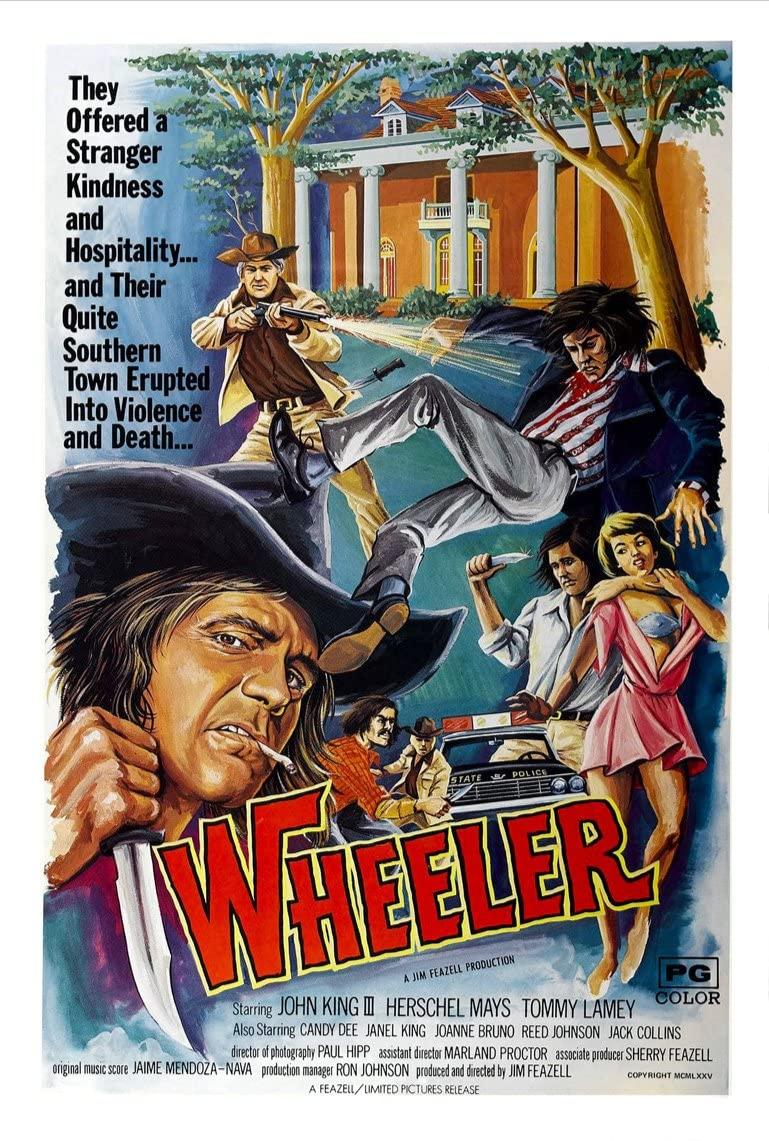 They
Offered a
Stranger
Kindness
and
Hospitality...
and Their
Quite
Southern
Town Erupted
Into Violence
and Death...
STATE POLICE
WHEELER
A JIM FEAZELL PRODUCTION
PG
COLOR
Starring JOHN KING III HERSCHEL MAYS TOMMY LAMEY
Also Starring CANDY DEE JANEL KING JOANNE BRUNO REED JOHNSON JACK COLLINS
director of photography PAUL HIPP assistant director MARLAND PROCTOR associate producer SHERRY FEAZELL
original music score JAIME MENDOZA-NAVA production manager RON JOHNSON produced and directed by JIM FEAZELL
COPYRIGHT MCMLXXV
A FEAZELL/LIMITED PICTURES RELEASE